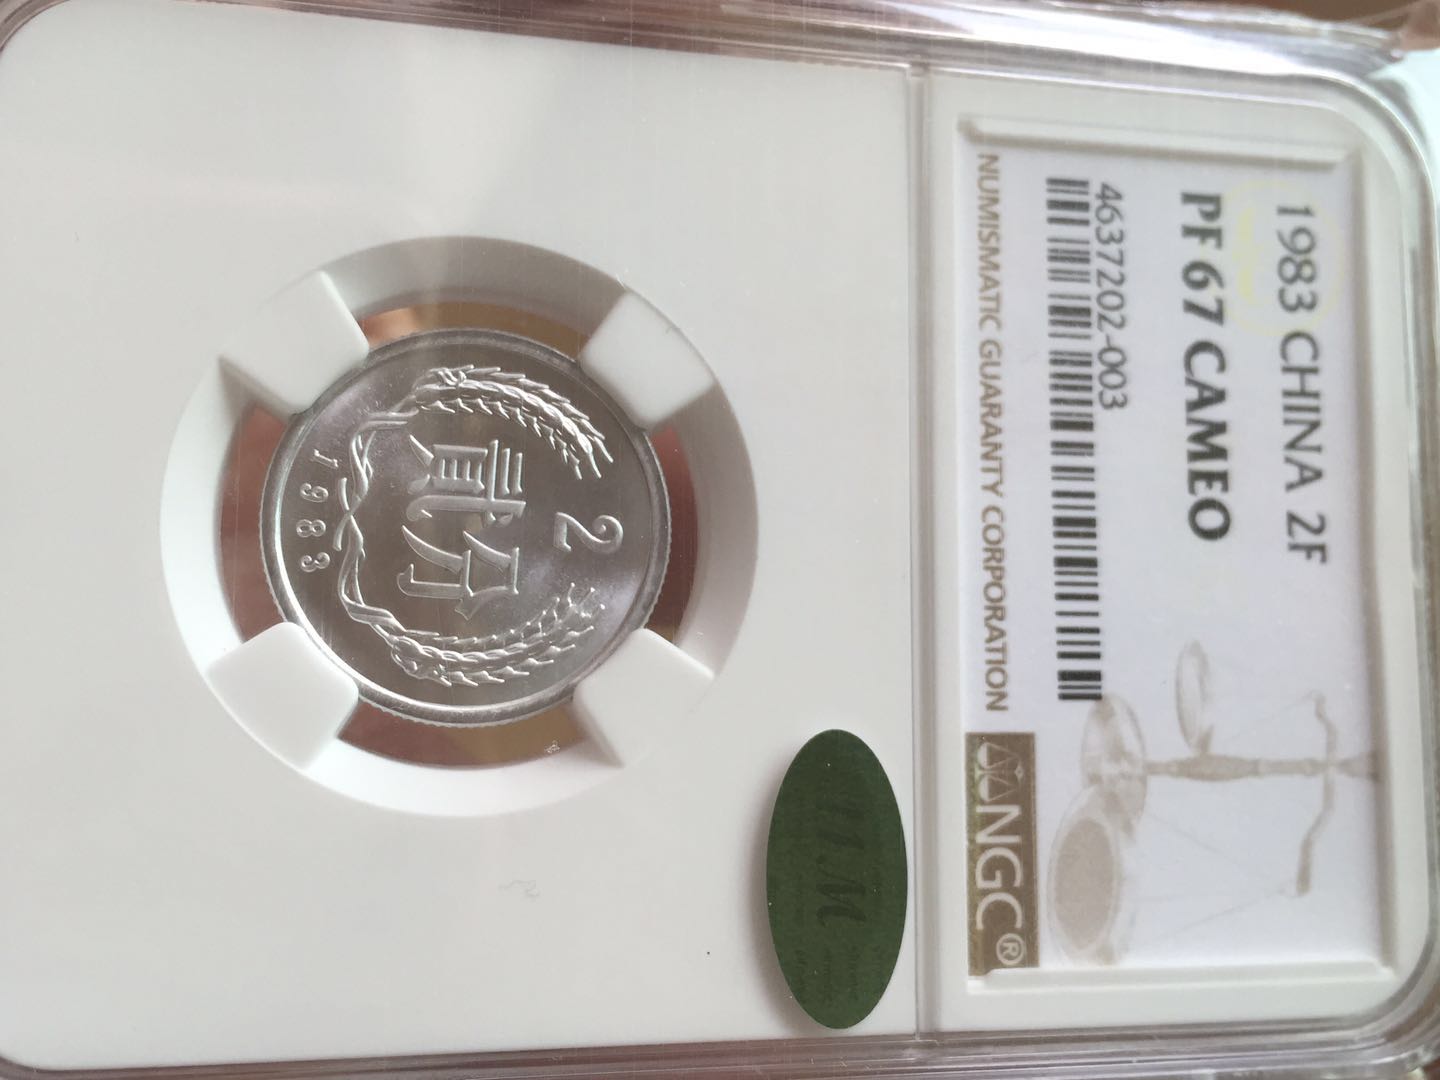 1983 CHINA 2F
PF 67 CAMEO
4637202-003
NUMISMATIC GUARANTY CORPORATION
NGC®
2
贰分
1983